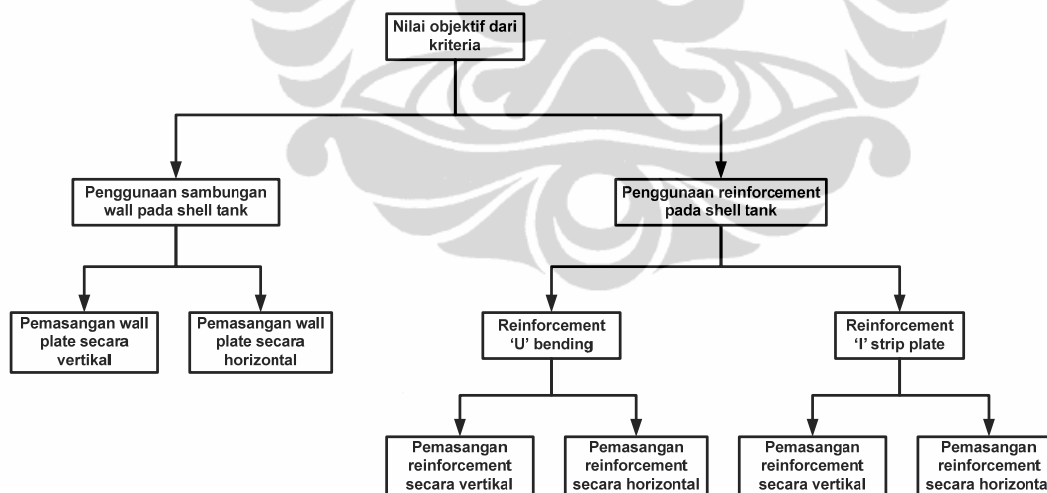 Nilai objektif dari
kriteria
Penggunaan sambungan
wall pada shell tank
Penggunaan reinforcement
pada shell tank
Pemasangan wall
plate secara
vertikal
Pemasangan wall
plate secara
horizontal
Reinforcement
‘U’ bending
Reinforcement
‘I’ strip plate
Pemasangan
reinforcement
secara vertikal
Pemasangan
reinforcement
secara horizontal
Pemasangan
reinforcement
secara vertikal
Pemasangan
reinforcement
secara horizontal